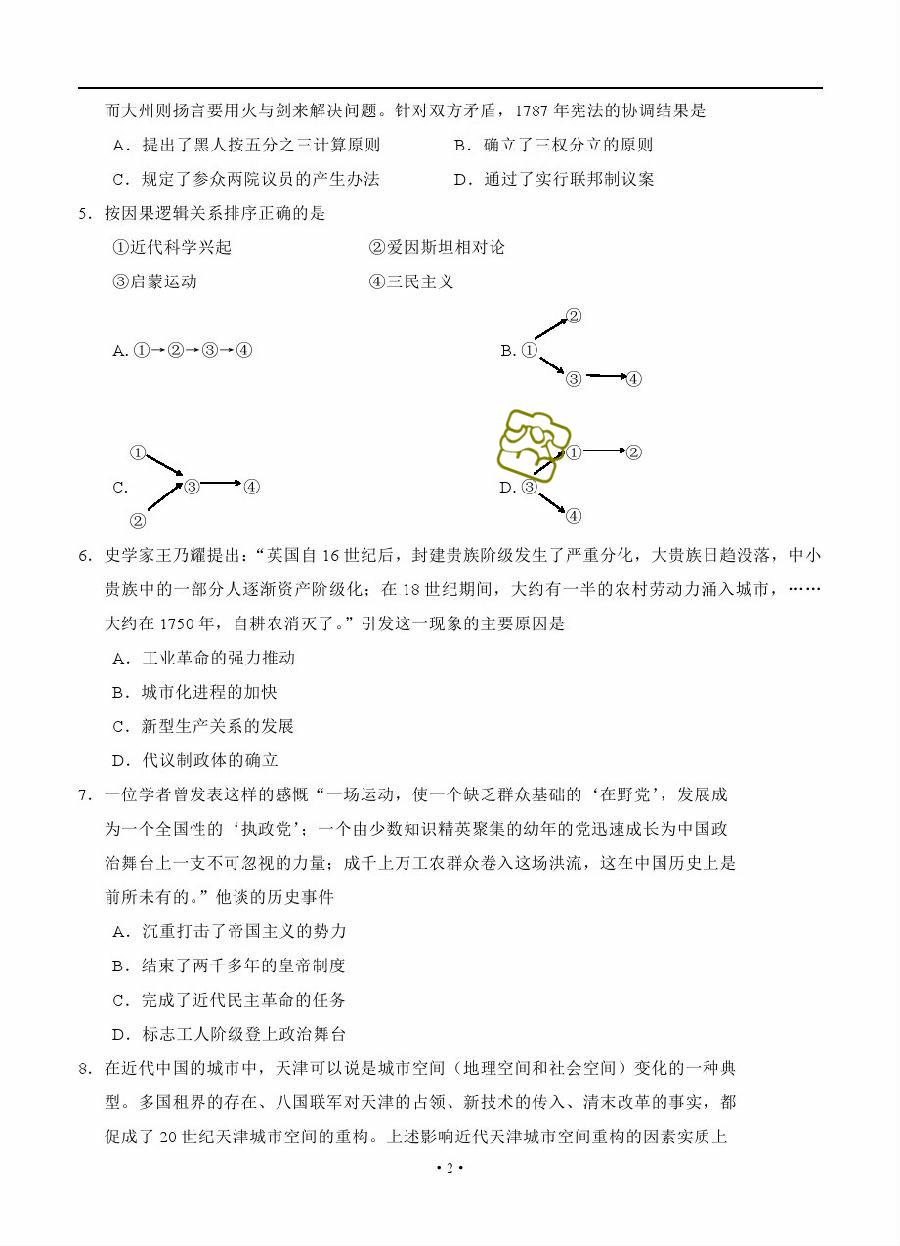 而大州则扬言要用火与剑来解决问题。针对双方矛盾，1787 年宪法的协调结果是
A．提出了黑人按五分之三计算原则 B．确立了三权分立的原则
C．规定了参众两院议员的产生办法 D．通过了实行联邦制议案
5．按因果逻辑关系排序正确的是
①近代科学兴起 ②爱因斯坦相对论
③启蒙运动 ④三民主义
A. ①→②→③→④ B. ① ② ③ ④
C. ① ② ③ ④ D. ③ ① ② ④
6．史学家王乃耀提出：“英国自 16 世纪后，封建贵族阶级发生了严重分化，大贵族日趋没落，中小
贵族中的一部分人逐渐资产阶级化；在 18 世纪期间，大约有一半的农村劳动力涌入城市，……
大约在 1750 年，自耕农消灭了。”引发这一现象的主要原因是
A．工业革命的强力推动
B．城市化进程的加快
C．新型生产关系的发展
D．代议制政体的确立
7．一位学者曾发表这样的感慨“一场运动，使一个缺乏群众基础的‘在野党’，发展成
为一个全国性的‘执政党’；一个由少数知识精英聚集的幼年的党迅速成长为中国政
治舞台上一支不可忽视的力量；成千上万工农群众卷入这场洪流，这在中国历史上是
前所未有的。”他谈的历史事件
A．沉重打击了帝国主义的势力
B．结束了两千多年的皇帝制度
C．完成了近代民主革命的任务
D．标志工人阶级登上政治舞台
8．在近代中国的城市中，天津可以说是城市空间（地理空间和社会空间）变化的一种典
型。多国租界的存在、八国联军对天津的占领、新技术的传入、清末改革的事实，都
促成了 20 世纪天津城市空间的重构。上述影响近代天津城市空间重构的因素实质上
·2·